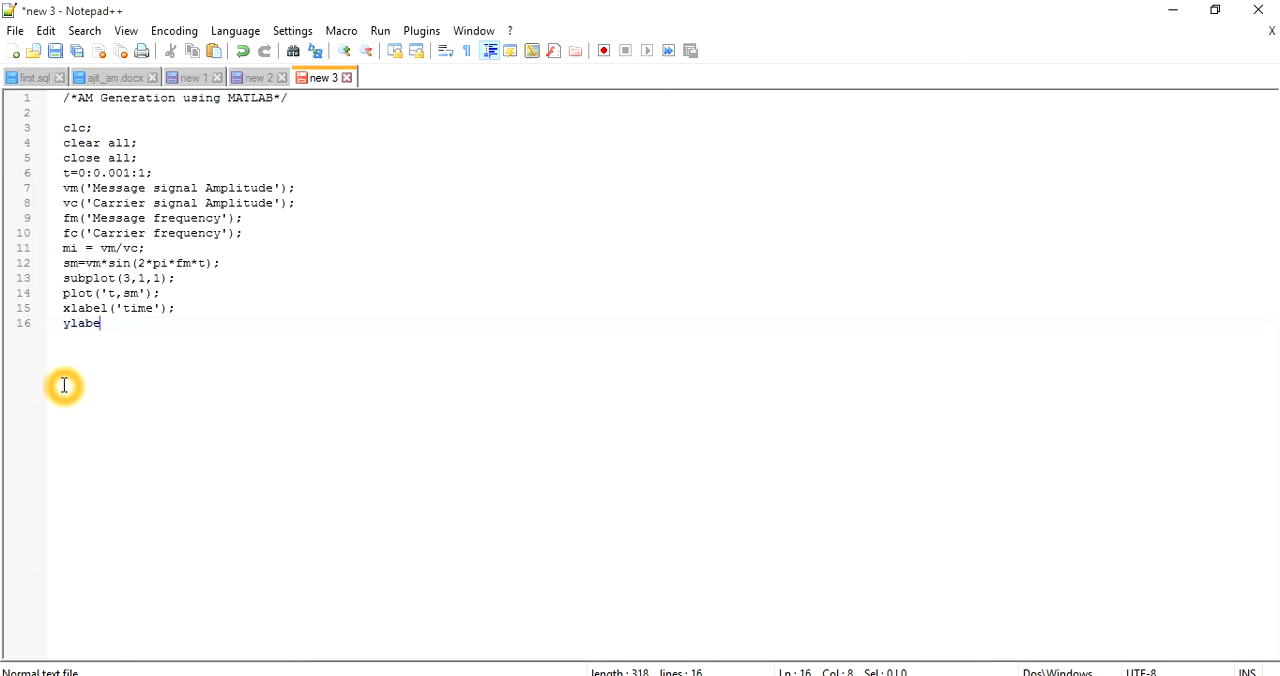 *new 3 - Notepad++
File Edit Search View Encoding Language Settings Macro Run Plugins Window ? X
first.sql ajit_am.docx new 1 new 2 new 3
1 /*AM Generation using MATLAB*/
2
3 clc;
4 clear all;
5 close all;
6 t=0:0.001:1;
7 vm('Message signal Amplitude');
8 vc('Carrier signal Amplitude');
9 fm('Message frequency');
10 fc('Carrier frequency');
11 mi = vm/vc;
12 sm=vm*sin(2*pi*fm*t);
13 subplot(3,1,1);
14 plot('t,sm');
15 xlabel('time');
16 ylabe
Normal text file length : 318 lines : 16 Ln : 16 Col : 8 Sel : 0 | 0 Dos\Windows UTF-8 INS